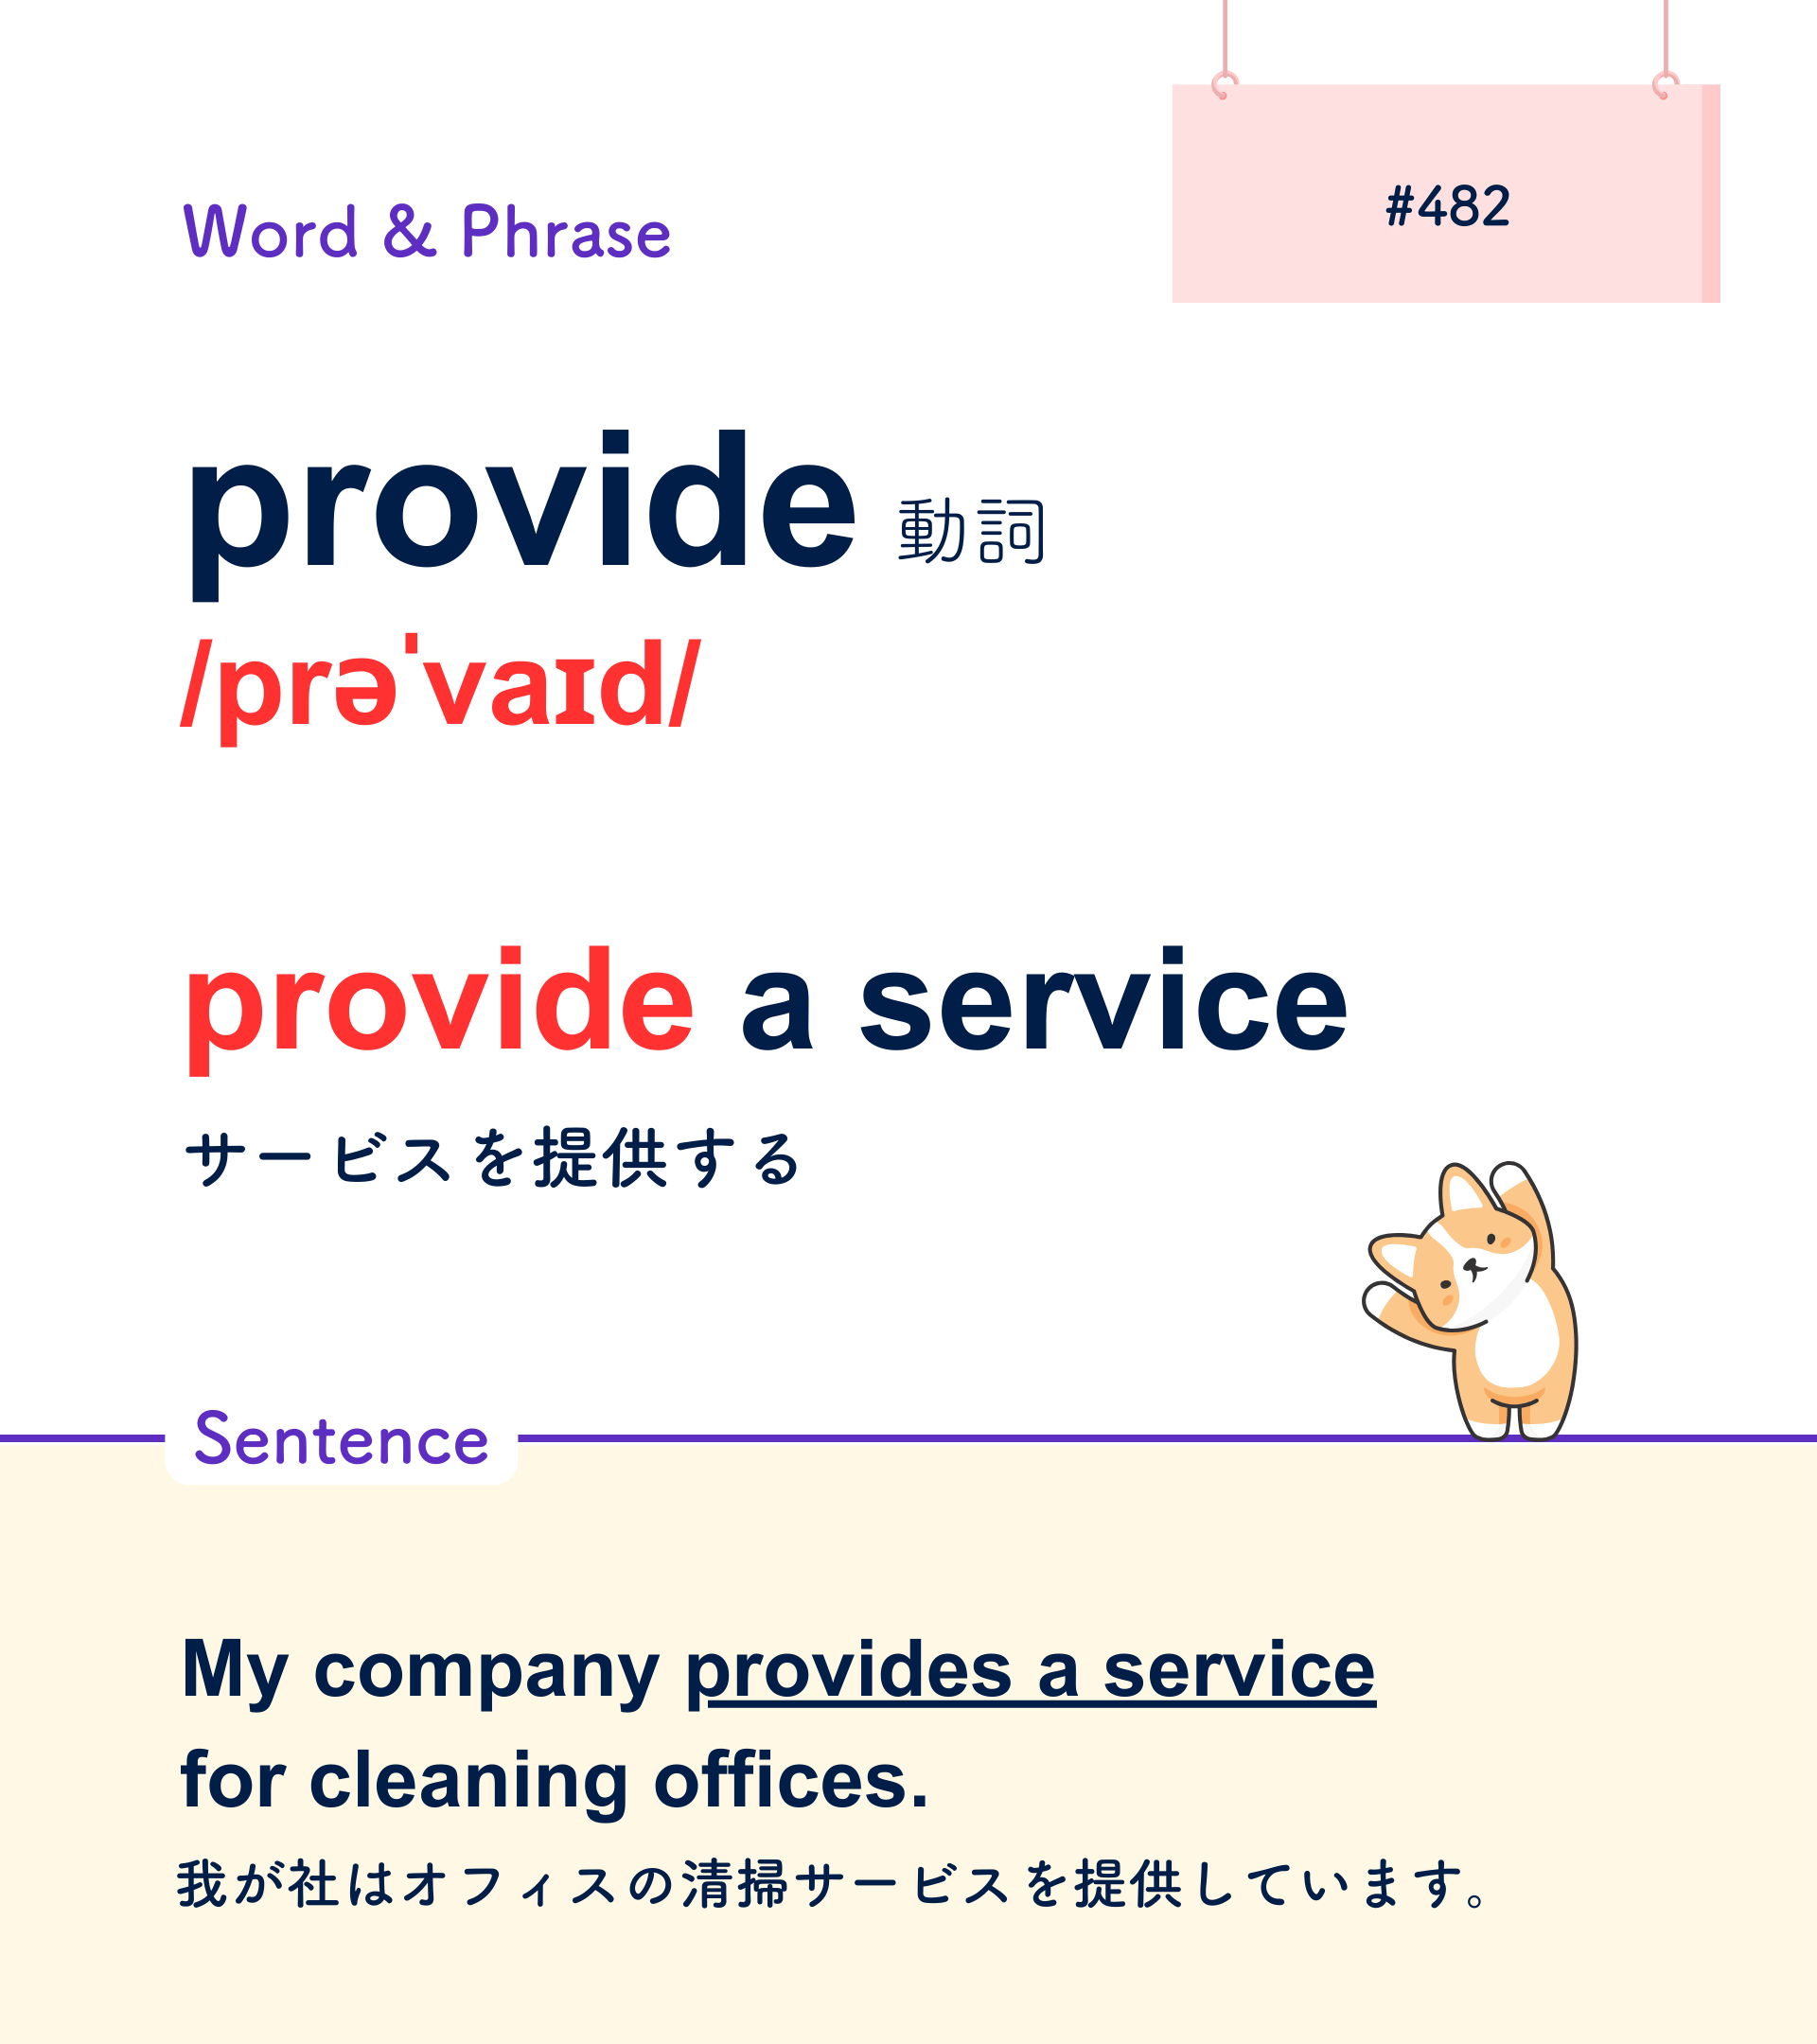 #482
Word & Phrase
provide 動詞
/prəˈvaɪd/
provide a service
サービスを提供する
Sentence
My company provides a service
for cleaning offices.
我が社はオフィスの清掃サービスを提供しています。